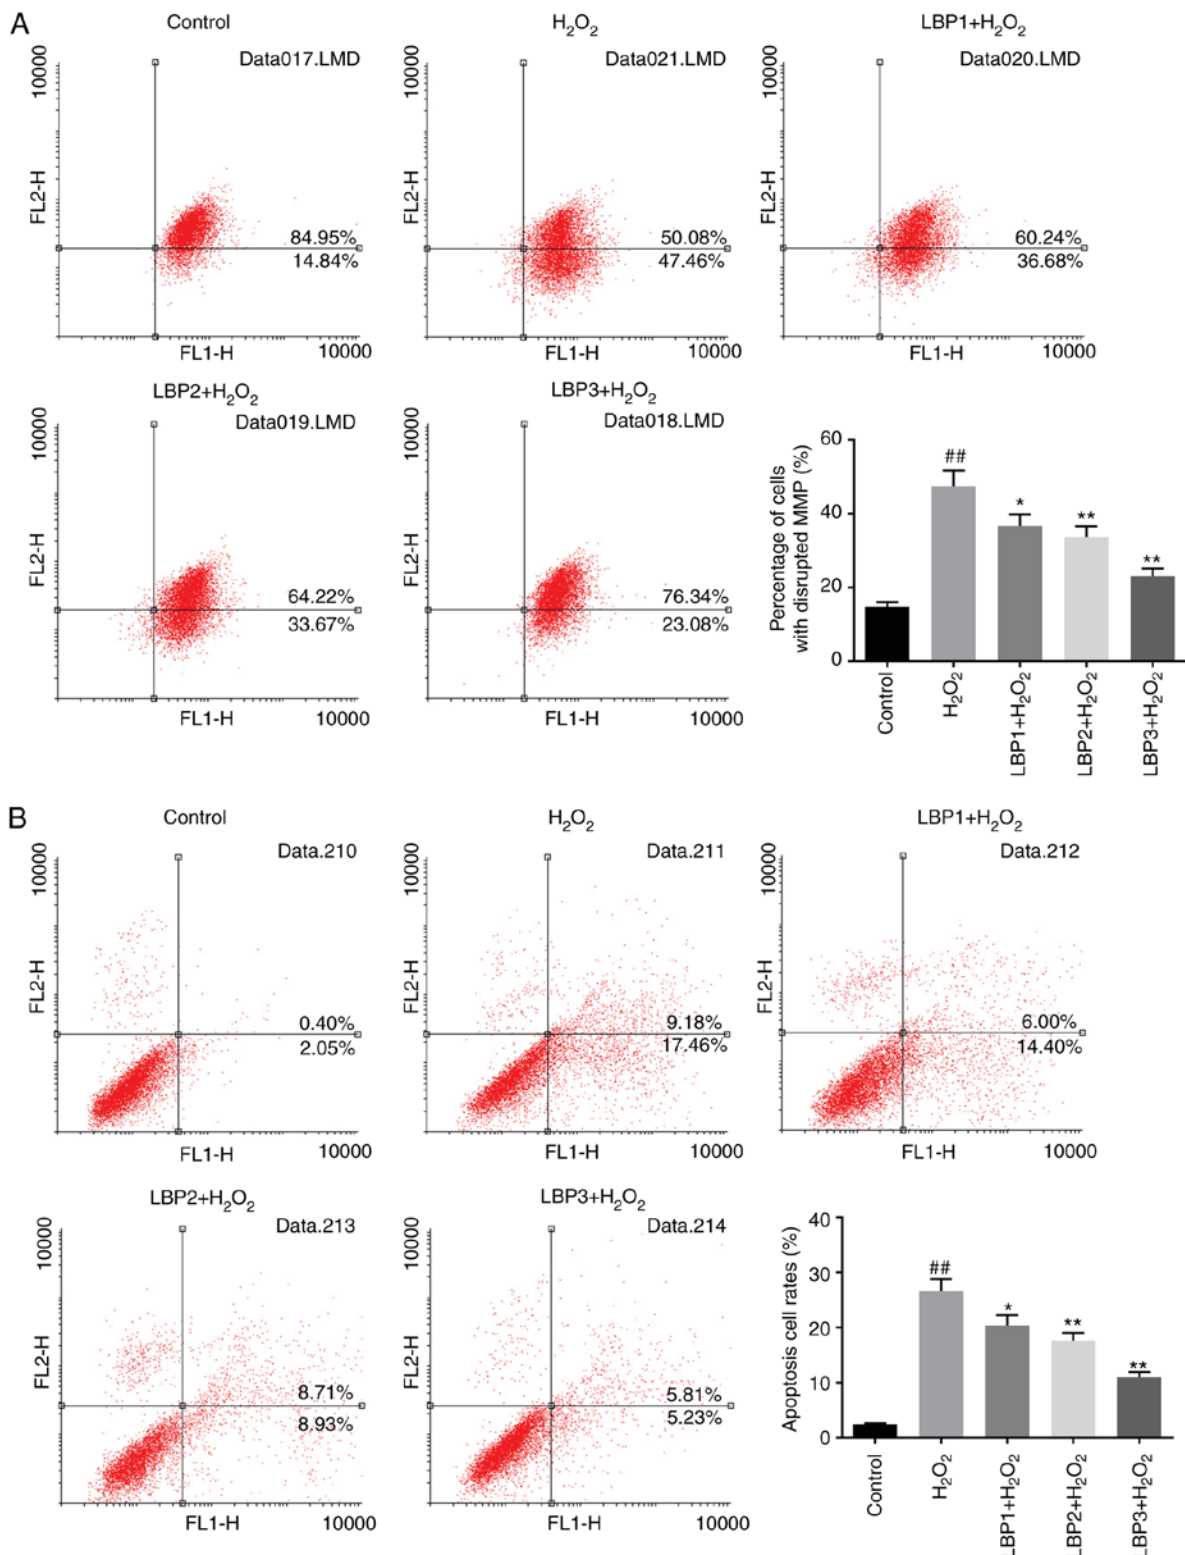 A
Control
Data017.LMD
10000
FL2-H
84.95%
14.84%
FL1-H
10000
H2O2
Data021.LMD
10000
FL2-H
50.08%
47.46%
FL1-H
10000
LBP1+H2O2
Data020.LMD
10000
FL2-H
60.24%
36.68%
FL1-H
10000
LBP2+H2O2
Data019.LMD
10000
FL2-H
64.22%
33.67%
FL1-H
10000
LBP3+H2O2
Data018.LMD
10000
FL2-H
76.34%
23.08%
FL1-H
10000
Percentage of cells
with disrupted MMP (%)
60
40
20
0
##
*
**
**
Control
H2O2
LBP1+H2O2
LBP2+H2O2
LBP3+H2O2
B
Control
Data.210
10000
FL2-H
0.40%
2.05%
FL1-H
10000
H2O2
Data.211
10000
FL2-H
9.18%
17.46%
FL1-H
10000
LBP1+H2O2
Data.212
10000
FL2-H
6.00%
14.40%
FL1-H
10000
LBP2+H2O2
Data.213
10000
FL2-H
8.71%
8.93%
FL1-H
10000
LBP3+H2O2
Data.214
10000
FL2-H
5.81%
5.23%
FL1-H
10000
Apoptosis cell rates (%)
40
30
20
10
0
##
*
**
**
Control
H2O2
LBP1+H2O2
LBP2+H2O2
LBP3+H2O2